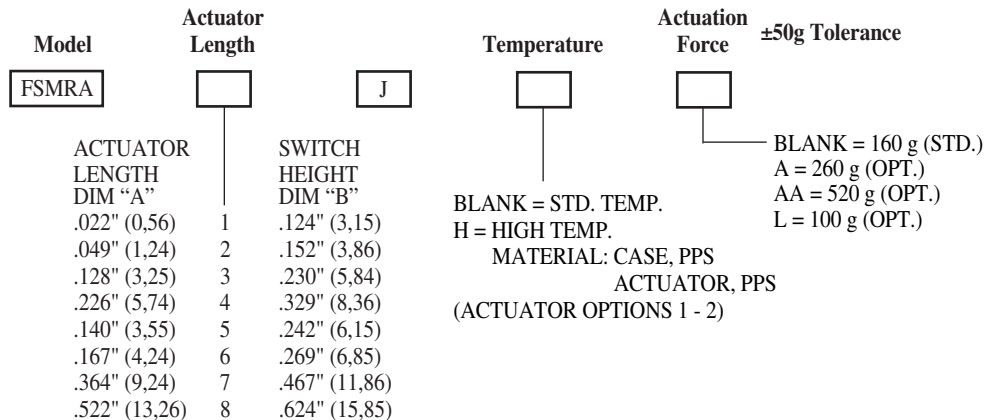 Model
Actuator
Length
Temperature
Actuation
Force
±50g Tolerance
FSMRA
J
ACTUATOR
LENGTH
DIM “A”
SWITCH
HEIGHT
DIM “B”
.022" (0,56) 1 .124" (3,15)
.049" (1,24) 2 .152" (3,86)
.128" (3,25) 3 .230" (5,84)
.226" (5,74) 4 .329" (8,36)
.140" (3,55) 5 .242" (6,15)
.167" (4,24) 6 .269" (6,85)
.364" (9,24) 7 .467" (11,86)
.522" (13,26) 8 .624" (15,85)
BLANK = STD. TEMP.
H = HIGH TEMP.
MATERIAL: CASE, PPS
ACTUATOR, PPS
(ACTUATOR OPTIONS 1 - 2)
BLANK = 160 g (STD.)
A = 260 g (OPT.)
AA = 520 g (OPT.)
L = 100 g (OPT.)